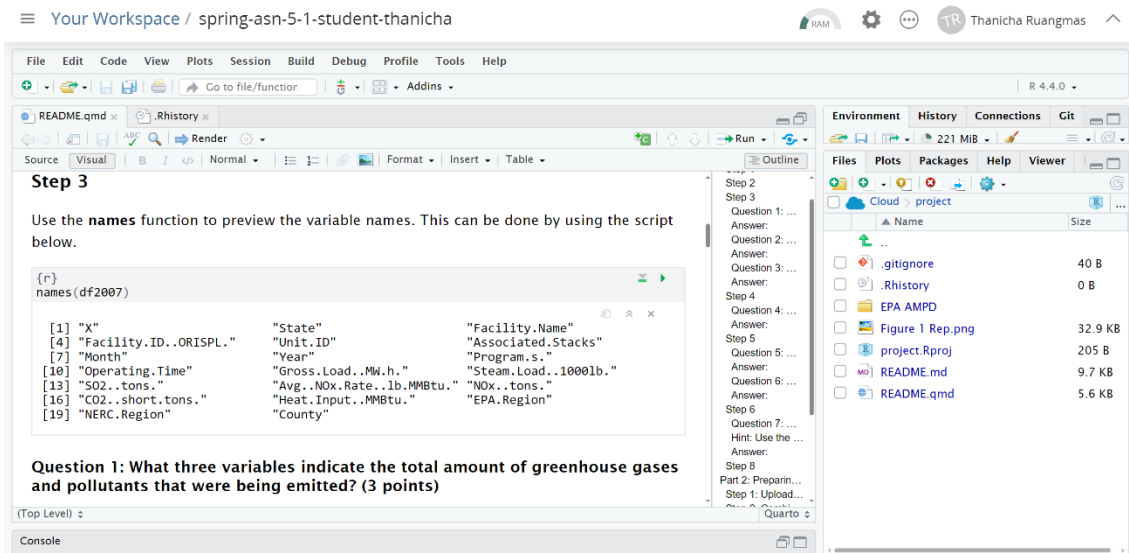 Your Workspace / spring-asn-5-1-student-thanicha
RAM
TR Thanicha Ruangmas
File Edit Code View Plots Session Build Debug Profile Tools Help
Go to file/function Addins R 4.4.0
README.qmd .Rhistory
ABC Render Run
Source Visual B I </> Normal Format Insert Table Outline
Step 3
Use the names function to preview the variable names. This can be done by using the script
below.
{r}
names(df2007)
[1] "X" "State" "Facility.Name"
[4] "Facility.ID..ORISPL." "Unit.ID" "Associated.Stacks"
[7] "Month" "Year" "Program.s."
[10] "Operating.Time" "Gross.Load..MW.h." "Steam.Load..1000lb."
[13] "SO2..tons." "Avg..NOx.Rate..lb.MMBtu." "NOx..tons."
[16] "CO2..short.tons." "Heat.Input..MMBtu." "EPA.Region"
[19] "NERC.Region" "County"
Question 1: What three variables indicate the total amount of greenhouse gases
and pollutants that were being emitted? (3 points)
(Top Level) Quarto
Console
Step 2
Step 3
Question 1: ...
Answer:
Question 2: ...
Answer:
Question 3: ...
Answer:
Step 4
Question 4: ...
Answer:
Step 5
Question 5: ...
Answer:
Question 6: ...
Answer:
Step 6
Question 7: ...
Hint: Use the ...
Answer:
Step 8
Part 2: Preparin...
Step 1: Upload...
Environment History Connections Git
221 MiB
Files Plots Packages Help Viewer
Cloud > project R ...
Name Size
..
.gitignore 40 B
.Rhistory 0 B
EPA AMPD
Figure 1 Rep.png 32.9 KB
project.Rproj 205 B
README.md 9.7 KB
README.qmd 5.6 KB